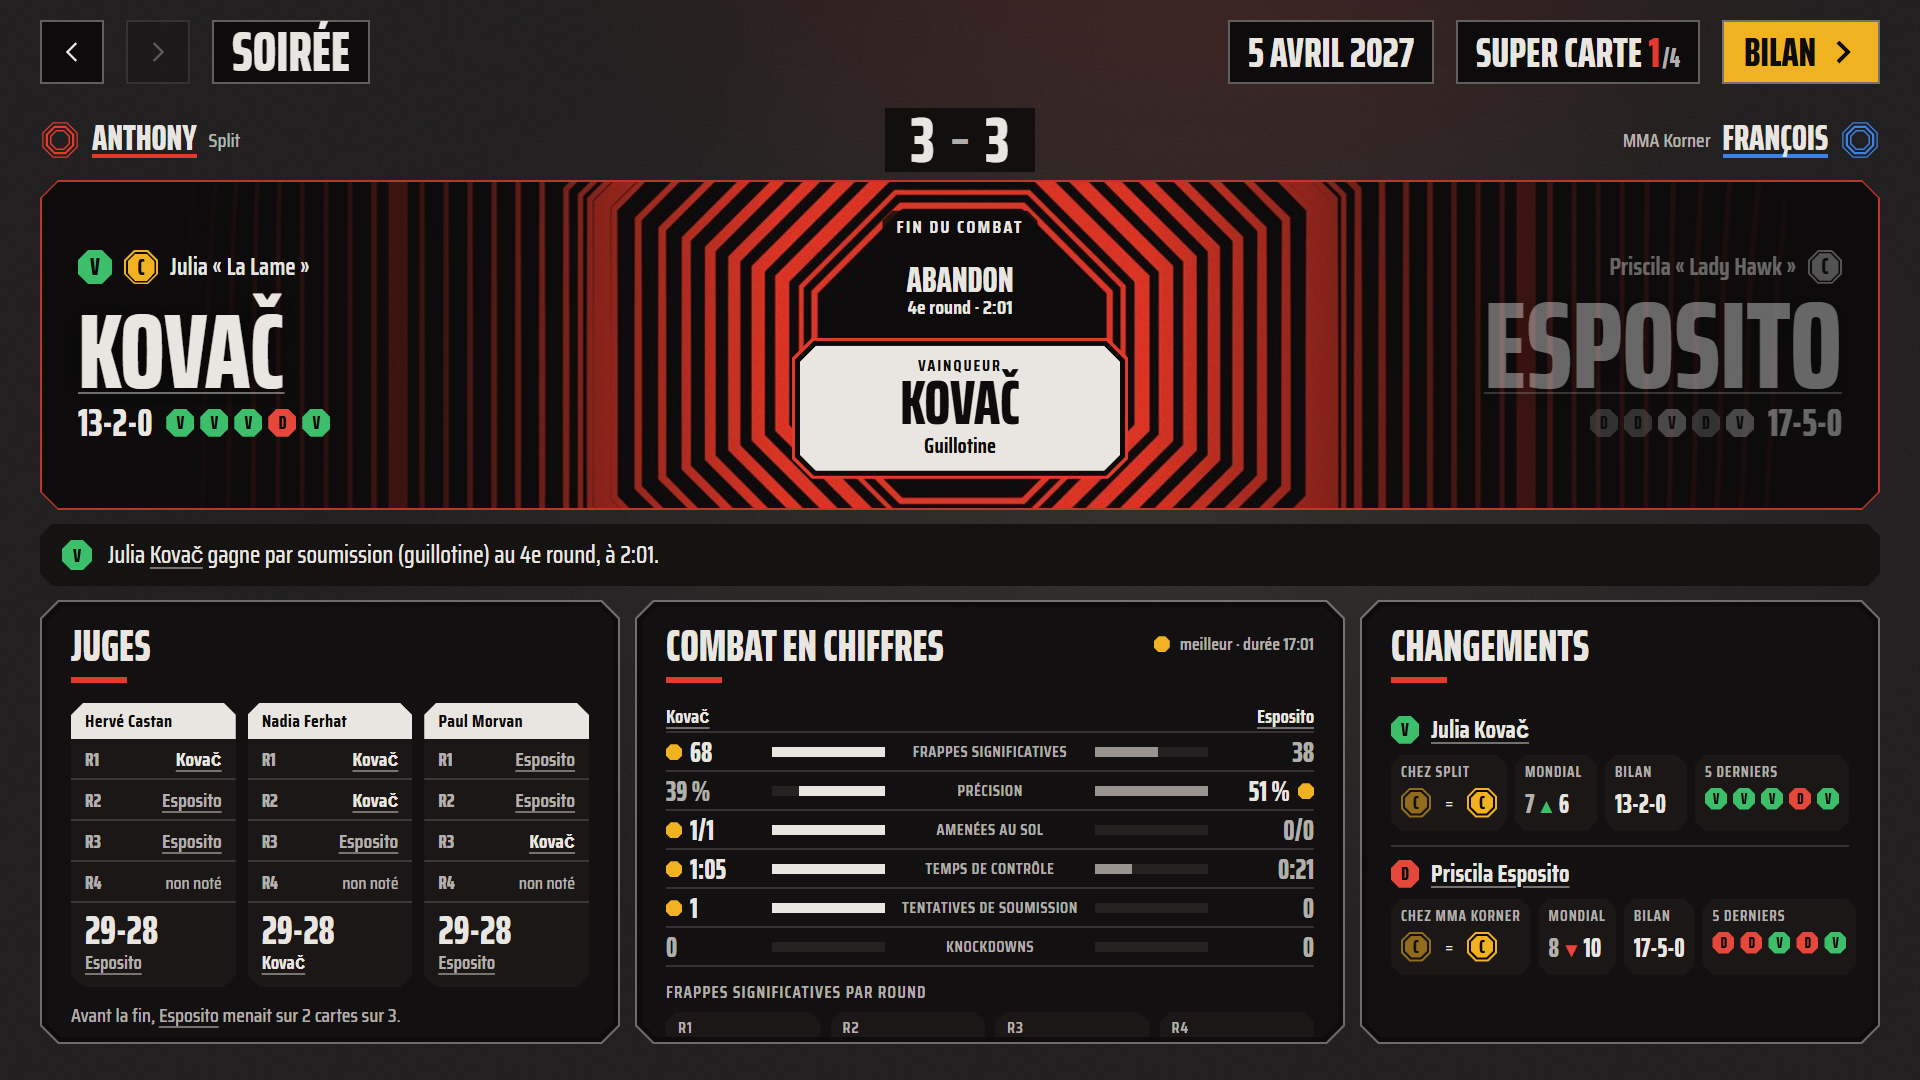 SOIRÉE
5 AVRIL 2027
SUPER CARTE 1/4
BILAN
ANTHONY Split
3 - 3
MMA Korner FRANÇOIS
FIN DU COMBAT
ABANDON
4e round · 2:01
VAINQUEUR
KOVAČ
Guillotine
V C Julia « La Lame »
KOVAČ
13-2-0 V V V D V
Priscila « Lady Hawk » C
ESPOSITO
D D V D V 17-5-0
V Julia Kovač gagne par soumission (guillotine) au 4e round, à 2:01.
JUGES
Hervé Castan
R1 Kovač
R2 Esposito
R3 Esposito
R4 non noté
29-28
Esposito
Nadia Ferhat
R1 Kovač
R2 Kovač
R3 Esposito
R4 non noté
29-28
Kovač
Paul Morvan
R1 Esposito
R2 Esposito
R3 Kovač
R4 non noté
29-28
Esposito
Avant la fin, Esposito menait sur 2 cartes sur 3.
COMBAT EN CHIFFRES
meilleur · durée 17:01
Kovač Esposito
68 FRAPPES SIGNIFICATIVES 38
39 % PRÉCISION 51 %
1/1 AMENÉES AU SOL 0/0
1:05 TEMPS DE CONTRÔLE 0:21
1 TENTATIVES DE SOUMISSION 0
0 KNOCKDOWNS 0
FRAPPES SIGNIFICATIVES PAR ROUND
R1 R2 R3 R4
CHANGEMENTS
V Julia Kovač
CHEZ SPLIT MONDIAL BILAN 5 DERNIERS
C = C 7 ▲ 6 13-2-0 V V V D V
D Priscila Esposito
CHEZ MMA KORNER MONDIAL BILAN 5 DERNIERS
C = C 8 ▼ 10 17-5-0 D D V D V